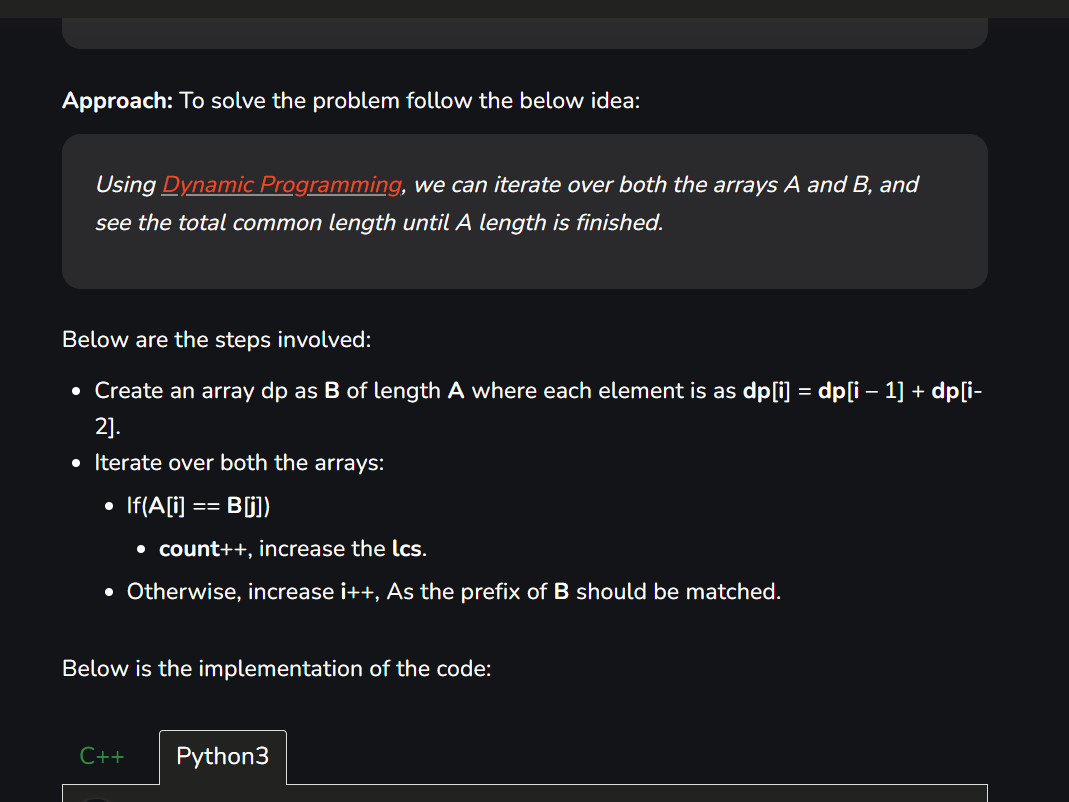 Approach: To solve the problem follow the below idea:
Using Dynamic Programming, we can iterate over both the arrays A and B, and
see the total common length until A length is finished.
Below are the steps involved:
• Create an array dp as B of length A where each element is as dp[i] = dp[i – 1] + dp[i-
2].
• Iterate over both the arrays:
• If(A[i] == B[j])
• count++, increase the lcs.
• Otherwise, increase i++, As the prefix of B should be matched.
Below is the implementation of the code:
C++ Python3